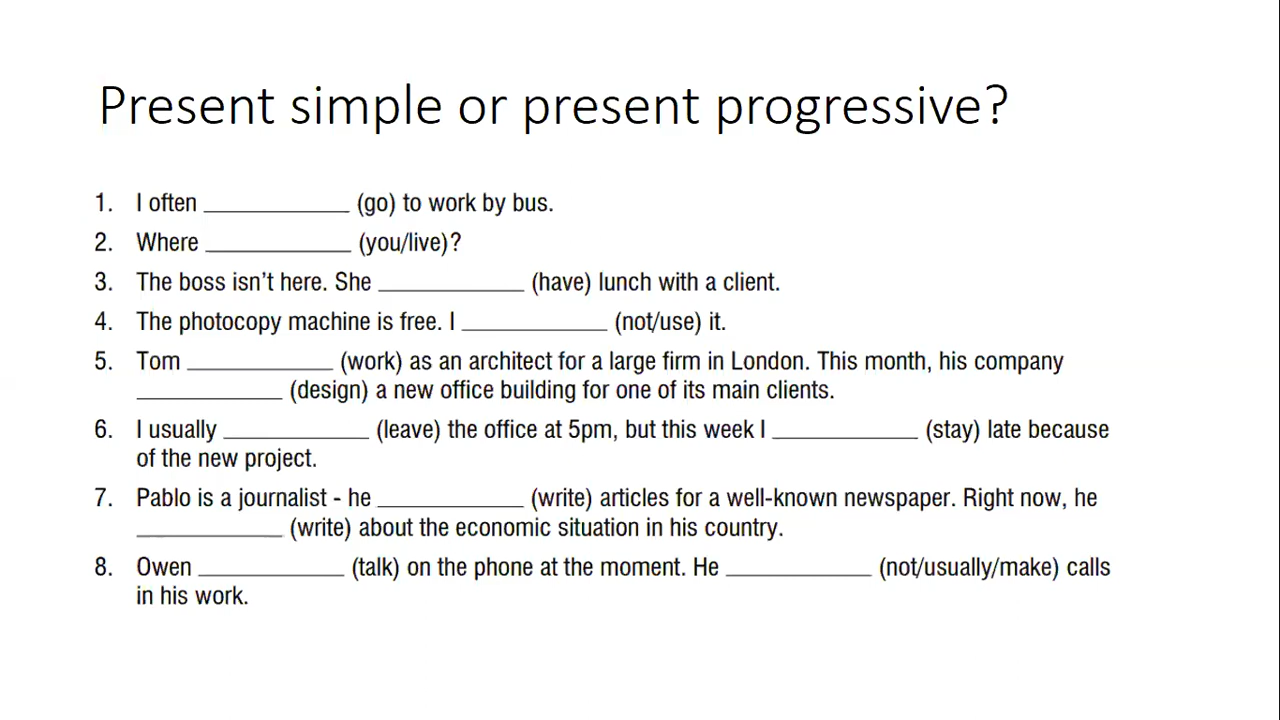 Present simple or present progressive?
1. I often ____________ (go) to work by bus.
2. Where ____________ (you/live)?
3. The boss isn't here. She ____________ (have) lunch with a client.
4. The photocopy machine is free. I ____________ (not/use) it.
5. Tom ____________ (work) as an architect for a large firm in London. This month, his company
____________ (design) a new office building for one of its main clients.
6. I usually ____________ (leave) the office at 5pm, but this week I ____________ (stay) late because
of the new project.
7. Pablo is a journalist - he ____________ (write) articles for a well-known newspaper. Right now, he
____________ (write) about the economic situation in his country.
8. Owen ____________ (talk) on the phone at the moment. He ____________ (not/usually/make) calls
in his work.